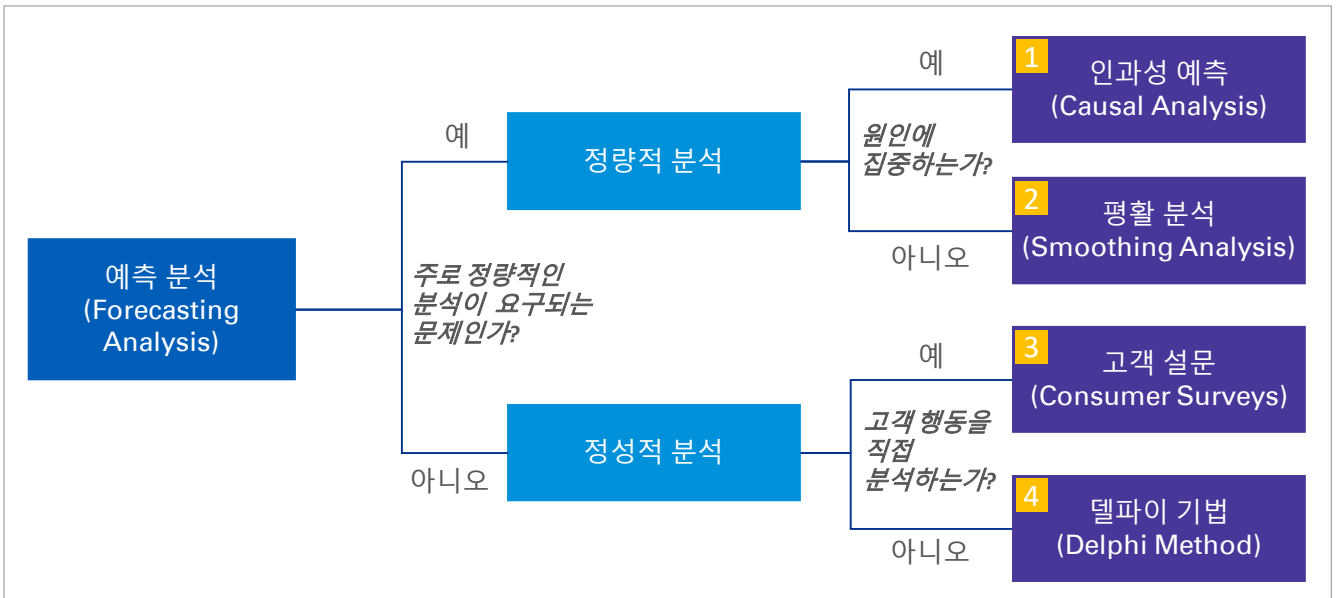 예측 분석
(Forecasting
Analysis)
주로 정량적인
분석이 요구되는
문제인가?
예
아니오
정량적 분석
정성적 분석
원인에
집중하는가?
예
아니오
고객 행동을
직접
분석하는가?
예
아니오
1
인과성 예측
(Causal Analysis)
2
평활 분석
(Smoothing Analysis)
3
고객 설문
(Consumer Surveys)
4
델파이 기법
(Delphi Method)